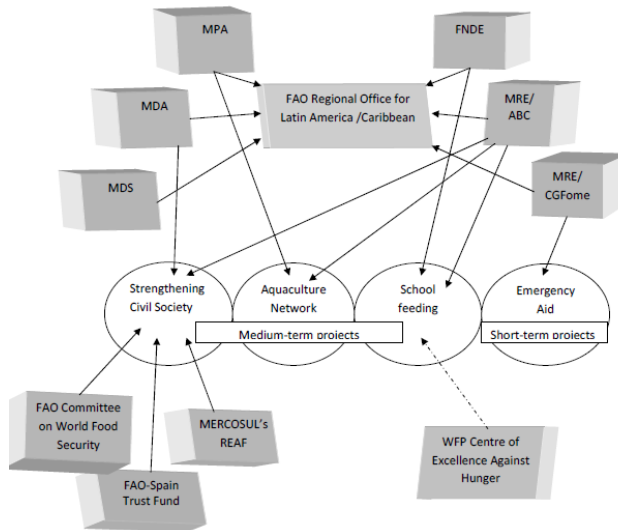 MPA
FNDE
MDA
FAO Regional Office for
Latin America /Caribbean
MRE/
ABC
MDS
MRE/
CGFome
Strengthening
Civil Society
Aquaculture
Network
School
feeding
Emergency
Aid
Medium-term projects
Short-term projects
FAO Committee
on World Food
Security
MERCOSUL's
REAF
FAO-Spain
Trust Fund
WFP Centre of
Excellence Against
Hunger